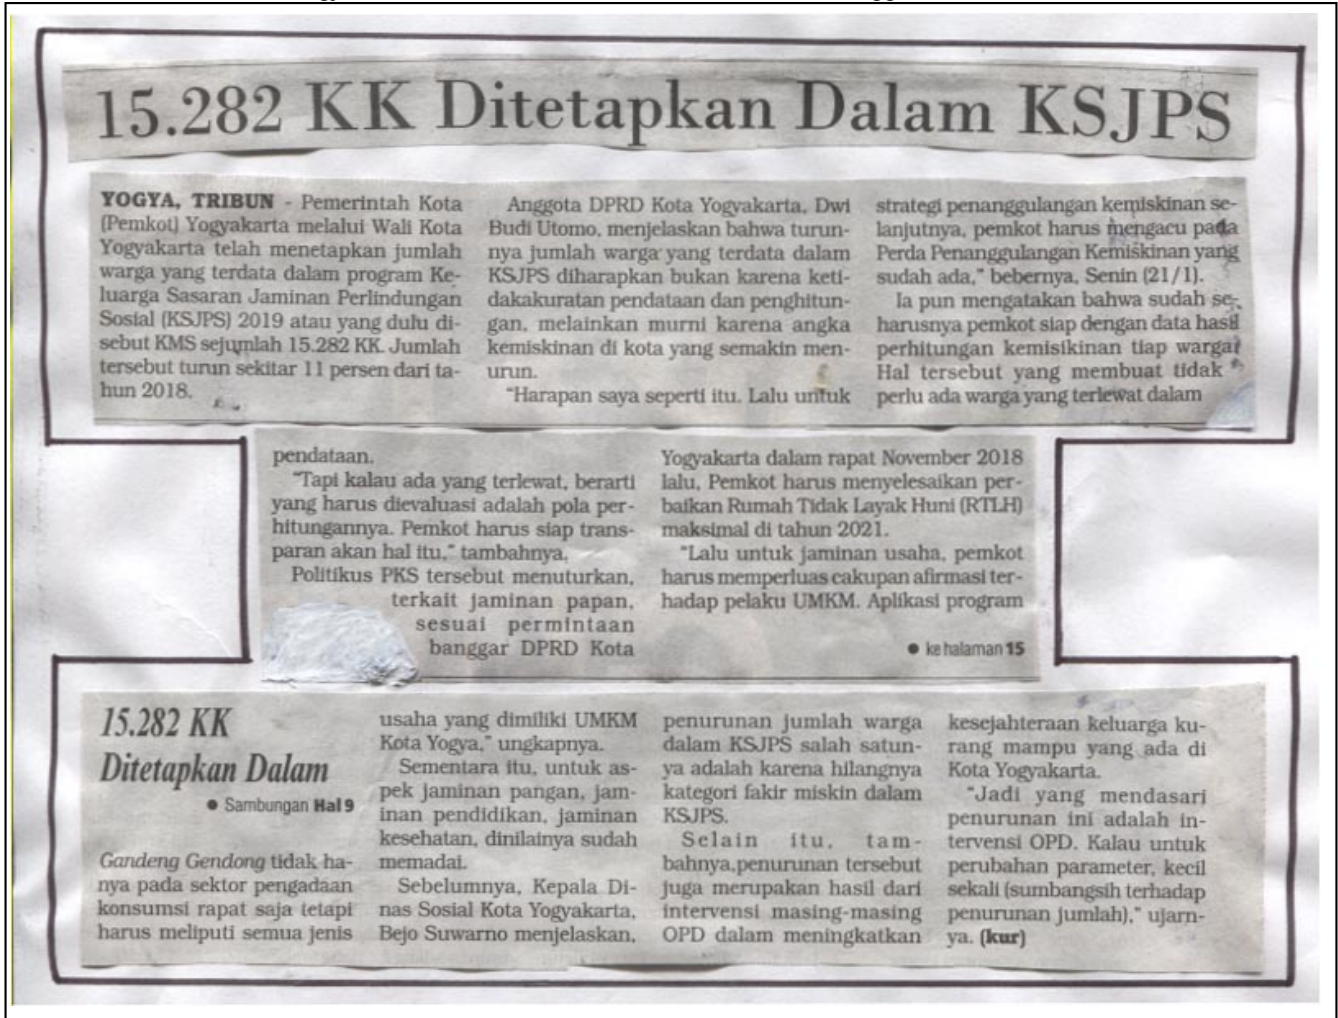 15.282 KK Ditetapkan Dalam KSJPS
YOGYA, TRIBUN - Pemerintah Kota
(Pemkot) Yogyakarta melalui Wali Kota
Yogyakarta telah menetapkan jumlah
warga yang terdata dalam program Ke-
luarga Sasaran Jaminan Perlindungan
Sosial (KSJPS) 2019 atau yang dulu di-
sebut KMS sejumlah 15.282 KK. Jumlah
tersebut turun sekitar 11 persen dari ta-
hun 2018.
Anggota DPRD Kota Yogyakarta, Dwi
Budi Utomo, menjelaskan bahwa turun-
nya jumlah warga yang terdata dalam
KSJPS diharapkan bukan karena keti-
dakakuratan pendataan dan penghitun-
gan, melainkan murni karena angka
kemiskinan di kota yang semakin men-
urun.
"Harapan saya seperti itu. Lalu untuk
strategi penanggulangan kemiskinan se-
lanjutnya, pemkot harus mengacu pada
Perda Penanggulangan Kemiskinan yang
sudah ada," bebernya, Senin (21/1).
Ia pun mengatakan bahwa sudah se-
harusnya pemkot siap dengan data hasil
perhitungan kemisikinan tiap warga.
Hal tersebut yang membuat tidak
perlu ada warga yang terlewat dalam
pendataan.
"Tapi kalau ada yang terlewat, berarti
yang harus dievaluasi adalah pola per-
hitungannya. Pemkot harus siap trans-
paran akan hal itu," tambahnya.
Politikus PKS tersebut menuturkan,
terkait jaminan papan,
sesuai permintaan
banggar DPRD Kota
Yogyakarta dalam rapat November 2018
lalu, Pemkot harus menyelesaikan per-
baikan Rumah Tidak Layak Huni (RTLH)
maksimal di tahun 2021.
"Lalu untuk jaminan usaha, pemkot
harus memperluas cakupan afirmasi ter-
hadap pelaku UMKM. Aplikasi program
● ke halaman 15
15.282 KK
Ditetapkan Dalam
● Sambungan Hal 9
Gandeng Gendong tidak ha-
nya pada sektor pengadaan
konsumsi rapat saja tetapi
harus meliputi semua jenis
usaha yang dimiliki UMKM
Kota Yogya," ungkapnya.
Sementara itu, untuk as-
pek jaminan pangan, jam-
inan pendidikan, jaminan
kesehatan, dinilainya sudah
memadai.
Sebelumnya, Kepala Di-
nas Sosial Kota Yogyakarta,
Bejo Suwarno menjelaskan,
penurunan jumlah warga
dalam KSJPS salah satun-
ya adalah karena hilangnya
kategori fakir miskin dalam
KSJPS.
Selain itu, tam-
bahnya,penurunan tersebut
juga merupakan hasil dari
intervensi masing-masing
OPD dalam meningkatkan
kesejahteraan keluarga ku-
rang mampu yang ada di
Kota Yogyakarta.
"Jadi yang mendasari
penurunan ini adalah in-
tervensi OPD. Kalau untuk
perubahan parameter, kecil
sekali (sumbangsih terhadap
penurunan jumlah)," ujarn-
ya. (kur)